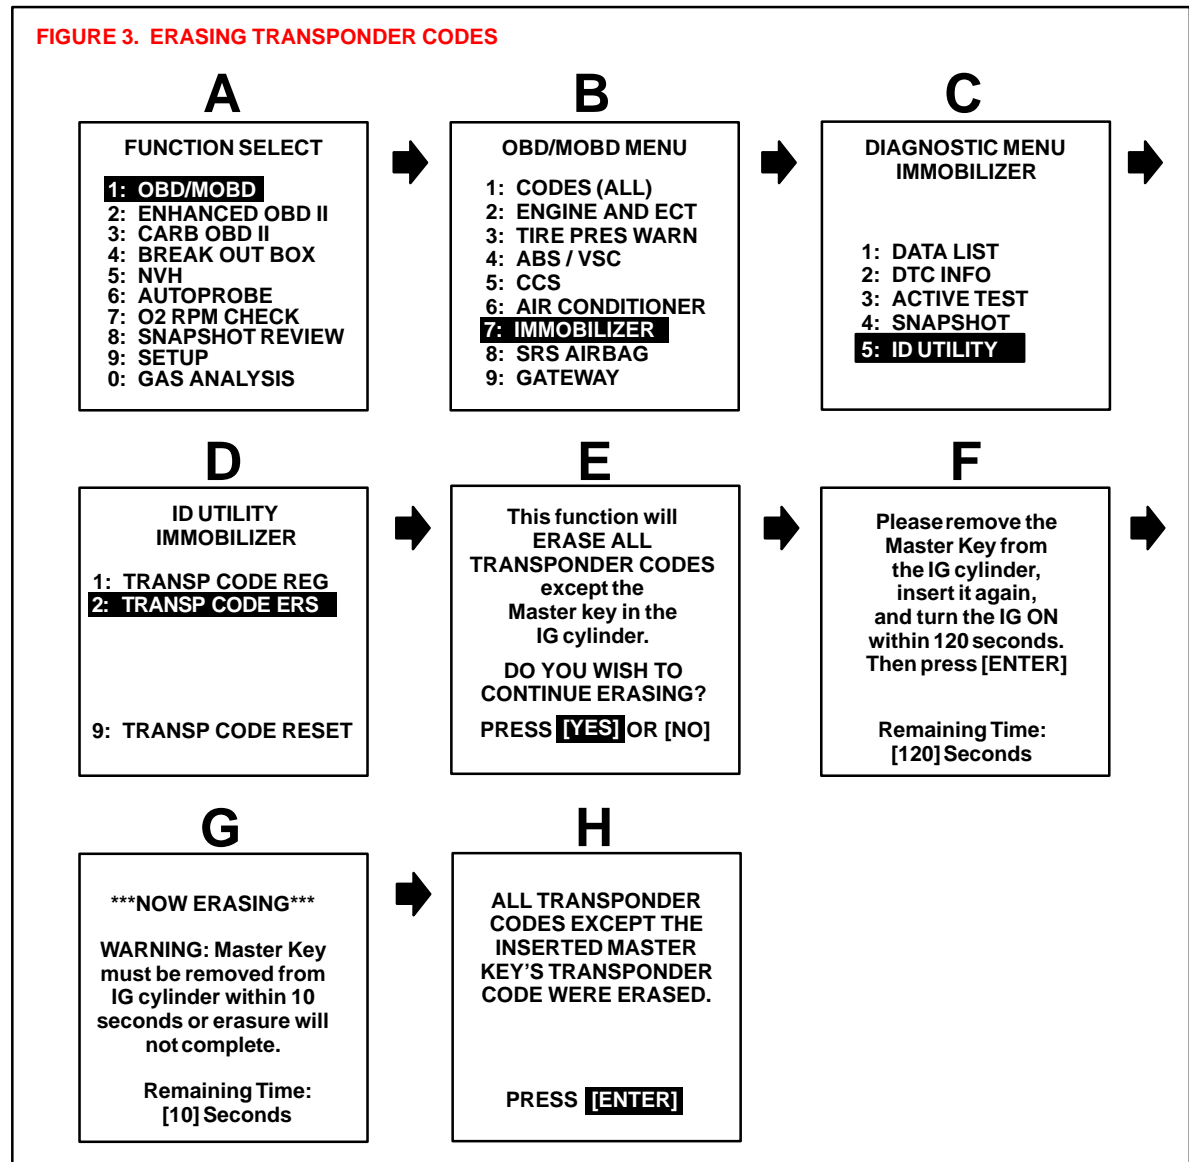 FIGURE 3. ERASING TRANSPONDER CODES
A
FUNCTION SELECT
1: OBD/MOBD
2: ENHANCED OBD II
3: CARB OBD II
4: BREAK OUT BOX
5: NVH
6: AUTOPROBE
7: O2 RPM CHECK
8: SNAPSHOT REVIEW
9: SETUP
0: GAS ANALYSIS
B
OBD/MOBD MENU
1: CODES (ALL)
2: ENGINE AND ECT
3: TIRE PRES WARN
4: ABS / VSC
5: CCS
6: AIR CONDITIONER
7: IMMOBILIZER
8: SRS AIRBAG
9: GATEWAY
C
DIAGNOSTIC MENU
IMMOBILIZER
1: DATA LIST
2: DTC INFO
3: ACTIVE TEST
4: SNAPSHOT
5: ID UTILITY
D
ID UTILITY
IMMOBILIZER
1: TRANSP CODE REG
2: TRANSP CODE ERS
9: TRANSP CODE RESET
E
This function will
ERASE ALL
TRANSPONDER CODES
except the
Master key in the
IG cylinder.
DO YOU WISH TO
CONTINUE ERASING?
PRESS [YES] OR [NO]
F
Please remove the
Master Key from
the IG cylinder,
insert it again,
and turn the IG ON
within 120 seconds.
Then press [ENTER]
Remaining Time:
[120] Seconds
G
***NOW ERASING***
WARNING: Master Key
must be removed from
IG cylinder within 10
seconds or erasure will
not complete.
Remaining Time:
[10] Seconds
H
ALL TRANSPONDER
CODES EXCEPT THE
INSERTED MASTER
KEY'S TRANSPONDER
CODE WERE ERASED.
PRESS [ENTER]